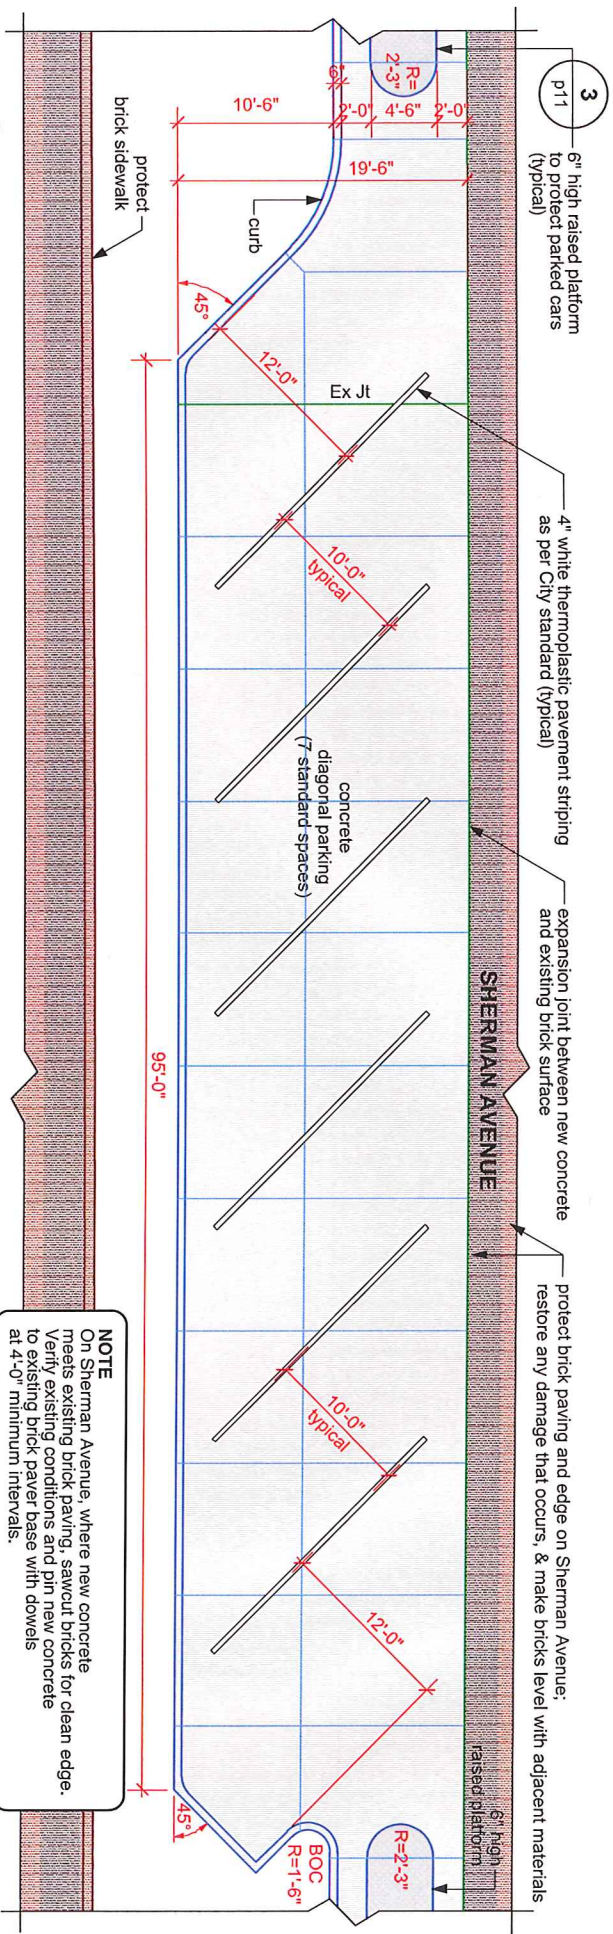 3
p11
6" high raised platform
to protect parked cars
(typical)
4" white thermoplastic pavement striping
as per City standard (typical)
expansion joint between new concrete
and existing brick surface
protect brick paving and edge on Sherman Avenue;
restore any damage that occurs, & make bricks level with adjacent materials
SHERMAN AVENUE
R=
2'-3"
6"
10'-6"
2'-0"
4'-6"
2'-0"
19'-6"
curb
protect
brick sidewalk
45°
12'-0"
Ex Jt
10'-0"
typical
concrete
diagonal parking
(7 standard spaces)
95'-0"
10'-0"
typical
12'-0"
6" high
raised platform
R=2'-3"
BOC
R=1'-6"
45°
NOTE
On Sherman Avenue, where new concrete
meets existing brick paving, sawcut bricks for clean edge.
Verify existing conditions and pin new concrete
to existing brick paver base with dowels
at 4'-0" minimum intervals.